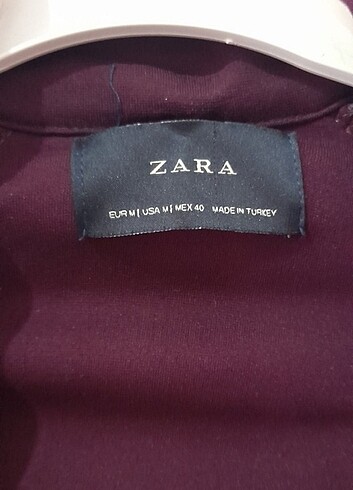 ZARA
EUR M | USA M | MEX 40 MADE IN TURKEY